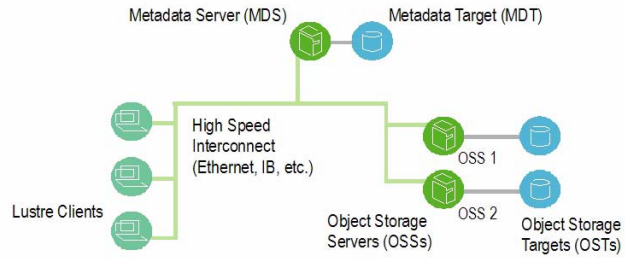 Metadata Server (MDS)
Metadata Target (MDT)
High Speed
Interconnect
(Ethernet, IB, etc.)
OSS 1
OSS 2
Lustre Clients
Object Storage
Servers (OSSs)
Object Storage
Targets (OSTs)